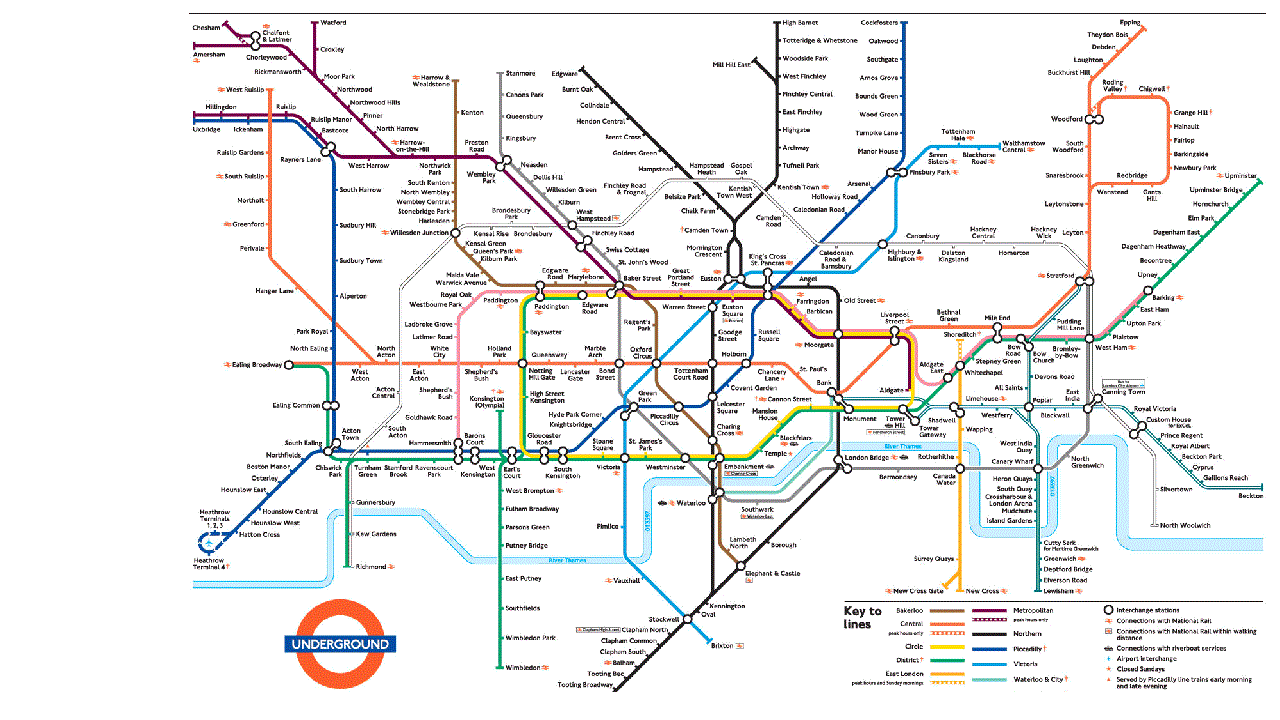 Chesham
Chalfont
& Latimer
Watford
Amersham
Chorleywood
Croxley
Rickmansworth
Moor Park
Northwood
Northwood Hills
Pinner
North Harrow
Harrow-
on-the-Hill
West Ruislip
Hillingdon
Ruislip
Uxbridge
Ickenham
Ruislip Manor
Eastcote
Rayners Lane
West Harrow
Northwick
Park
Preston
Road
Wembley
Park
Ruislip Gardens
South Ruislip
Northolt
Greenford
Perivale
Hanger Lane
South Harrow
Sudbury Hill
Sudbury Town
Alperton
Park Royal
North Ealing
Ealing Broadway
Ealing Common
South Ealing
Northfields
Boston Manor
Osterley
Hounslow East
Hounslow Central
Hounslow West
Hatton Cross
Heathrow
Terminals
1, 2, 3
Heathrow
Terminal 4
Harrow &
Wealdstone
Kenton
South Kenton
North Wembley
Wembley Central
Stonebridge Park
Harlesden
Willesden Junction
Kensal Green
Queen's Park
Kilburn Park
Maida Vale
Warwick Avenue
Royal Oak
Westbourne Park
Ladbroke Grove
Latimer Road
Stanmore
Canons Park
Queensbury
Kingsbury
Neasden
Dollis Hill
Willesden Green
Kilburn
West
Hampstead
Finchley Road
Swiss Cottage
St. John's Wood
Baker Street
Brondesbury
Park
Kensal Rise
Brondesbury
Finchley Road
& Frognal
Hampstead
Heath
Gospel
Oak
Kentish
Town West
Camden
Road
Caledonian
Road &
Barnsbury
Highbury &
Islington
Canonbury
Dalston
Kingsland
Hackney
Central
Homerton
Hackney
Wick
Stratford
Edgware
Burnt Oak
Colindale
Hendon Central
Brent Cross
Golders Green
Hampstead
Belsize Park
Chalk Farm
Camden Town
Mornington
Crescent
Euston
High Barnet
Totteridge & Whetstone
Woodside Park
Mill Hill East
West Finchley
Finchley Central
East Finchley
Highgate
Archway
Tufnell Park
Kentish Town
Cockfosters
Oakwood
Southgate
Arnos Grove
Bounds Green
Wood Green
Turnpike Lane
Manor House
Finsbury Park
Arsenal
Holloway Road
Caledonian Road
King's Cross
St. Pancras
Tottenham
Hale
Seven
Sisters
Blackhorse
Road
Walthamstow
Central
Epping
Theydon Bois
Debden
Loughton
Buckhurst Hill
Roding
Valley
Chigwell
Grange Hill
Hainault
Fairlop
Barkingside
Newbury Park
Woodford
South
Woodford
Snaresbrook
Redbridge
Wanstead
Gants
Hill
Leytonstone
Leyton
Upminster
Upminster Bridge
Hornchurch
Elm Park
Dagenham East
Dagenham Heathway
Becontree
Upney
Barking
East Ham
Upton Park
Plaistow
West Ham
Paddington
Edgware
Road
Marylebone
Paddington
Edgware
Road
Great
Portland
Street
Warren Street
Euston
Square
Angel
Old Street
Farringdon
Barbican
Moorgate
Liverpool
Street
Bethnal
Green
Shoreditch
Mile End
Pudding
Mill Lane
Bow
Road
Bow
Church
Bromley-
by-Bow
Stepney Green
Whitechapel
Aldgate
East
Aldgate
Bayswater
Regent's
Park
Goodge
Street
Russell
Square
North
Acton
West
Acton
East
Acton
White
City
Shepherd's
Bush
Holland
Park
Notting
Hill Gate
Queensway
Lancaster
Gate
Marble
Arch
Bond
Street
Oxford
Circus
Tottenham
Court Road
Holborn
Chancery
Lane
St. Paul's
Bank
Covent Garden
Leicester
Square
Cannon Street
Mansion
House
Monument
Tower
Hill
Fenchurch Street
Tower
Gateway
Shadwell
Limehouse
Westferry
Poplar
All Saints
Devons Road
East
India
Blackwall
Canning Town
Royal Victoria
Custom House
for ExCeL
Prince Regent
Royal Albert
Beckton Park
Cyprus
Gallions Reach
Beckton
Silvertown
North Woolwich
Acton
Central
South
Acton
Acton
Town
Shepherd's
Bush
Goldhawk Road
Hammersmith
Kensington
(Olympia)
High Street
Kensington
Hyde Park Corner
Knightsbridge
Green
Park
Piccadilly
Circus
Charing
Cross
Blackfriars
Temple
Embankment
Chiswick
Park
Turnham
Green
Stamford
Brook
Ravenscourt
Park
Barons
Court
West
Kensington
Earl's
Court
Gloucester
Road
South
Kensington
Sloane
Square
Victoria
St. James's
Park
Westminster
Waterloo
Southwark
Waterloo East
London Bridge
Bermondsey
Canada
Water
Rotherhithe
Wapping
River Thames
West India
Quay
Canary Wharf
Heron Quays
South Quay
Crossharbour &
London Arena
Mudchute
Island Gardens
Cutty Sark
for Maritime Greenwich
Greenwich
Deptford Bridge
Elverson Road
Lewisham
North
Greenwich
Surrey Quays
New Cross Gate
New Cross
Gunnersbury
Kew Gardens
Richmond
River Thames
West Brompton
Fulham Broadway
Parsons Green
Putney Bridge
East Putney
Southfields
Wimbledon Park
Wimbledon
Pimlico
Vauxhall
Stockwell
Brixton
Lambeth
North
Borough
Elephant & Castle
Kennington
Oval
Clapham High Street
Clapham North
Clapham Common
Clapham South
Balham
Tooting Bec
Tooting Broadway
UNDERGROUND
Key to
lines
Bakerloo
Central
peak hours only
Circle
District
East London
peak hours and Sunday mornings
Metropolitan
peak hours only
Northern
Piccadilly
Victoria
Waterloo & City
Interchange stations
Connections with National Rail
Connections with National Rail within walking
distance
Connections with riverboat services
Airport interchange
Closed Sundays
Served by Piccadilly line trains early morning
and late evening